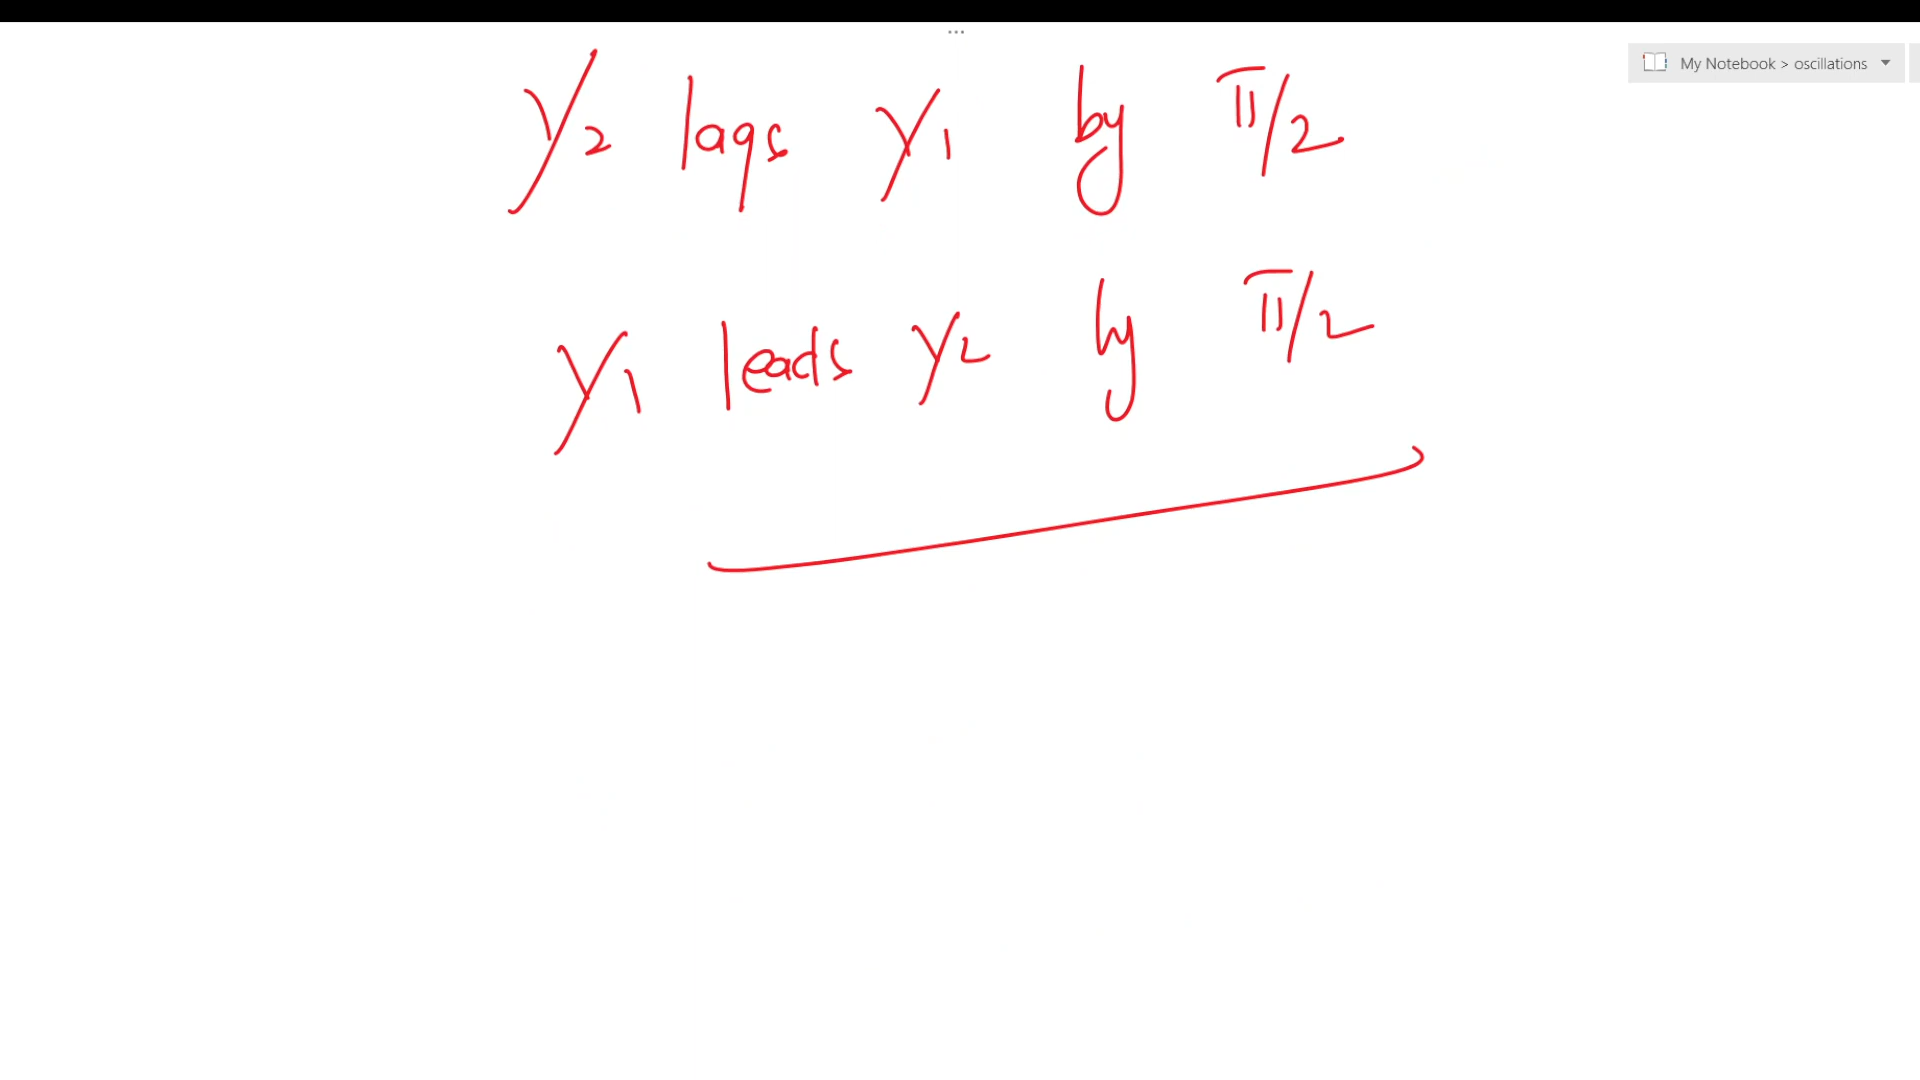 ...
My Notebook > oscillations
y2 lags y1 by π/2
y1 leads y2 by π/2